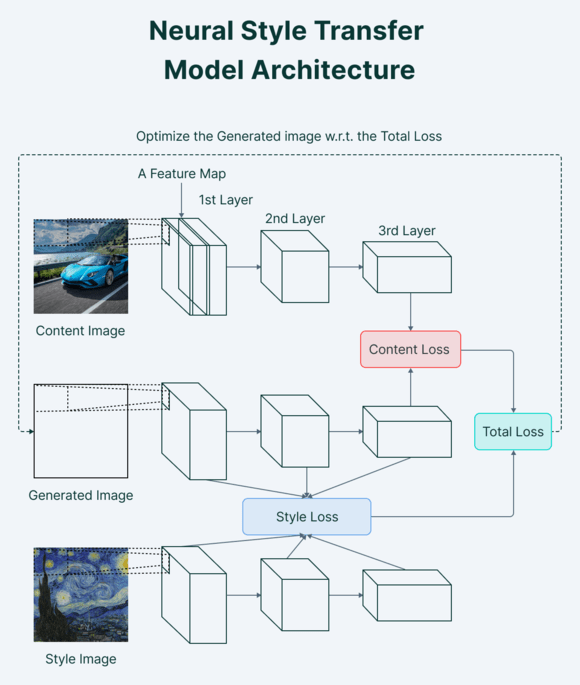 Neural Style Transfer
Model Architecture
Optimize the Generated image w.r.t. the Total Loss
A Feature Map
1st Layer
2nd Layer
3rd Layer
Content Image
Content Loss
Total Loss
Generated Image
Style Loss
Style Image